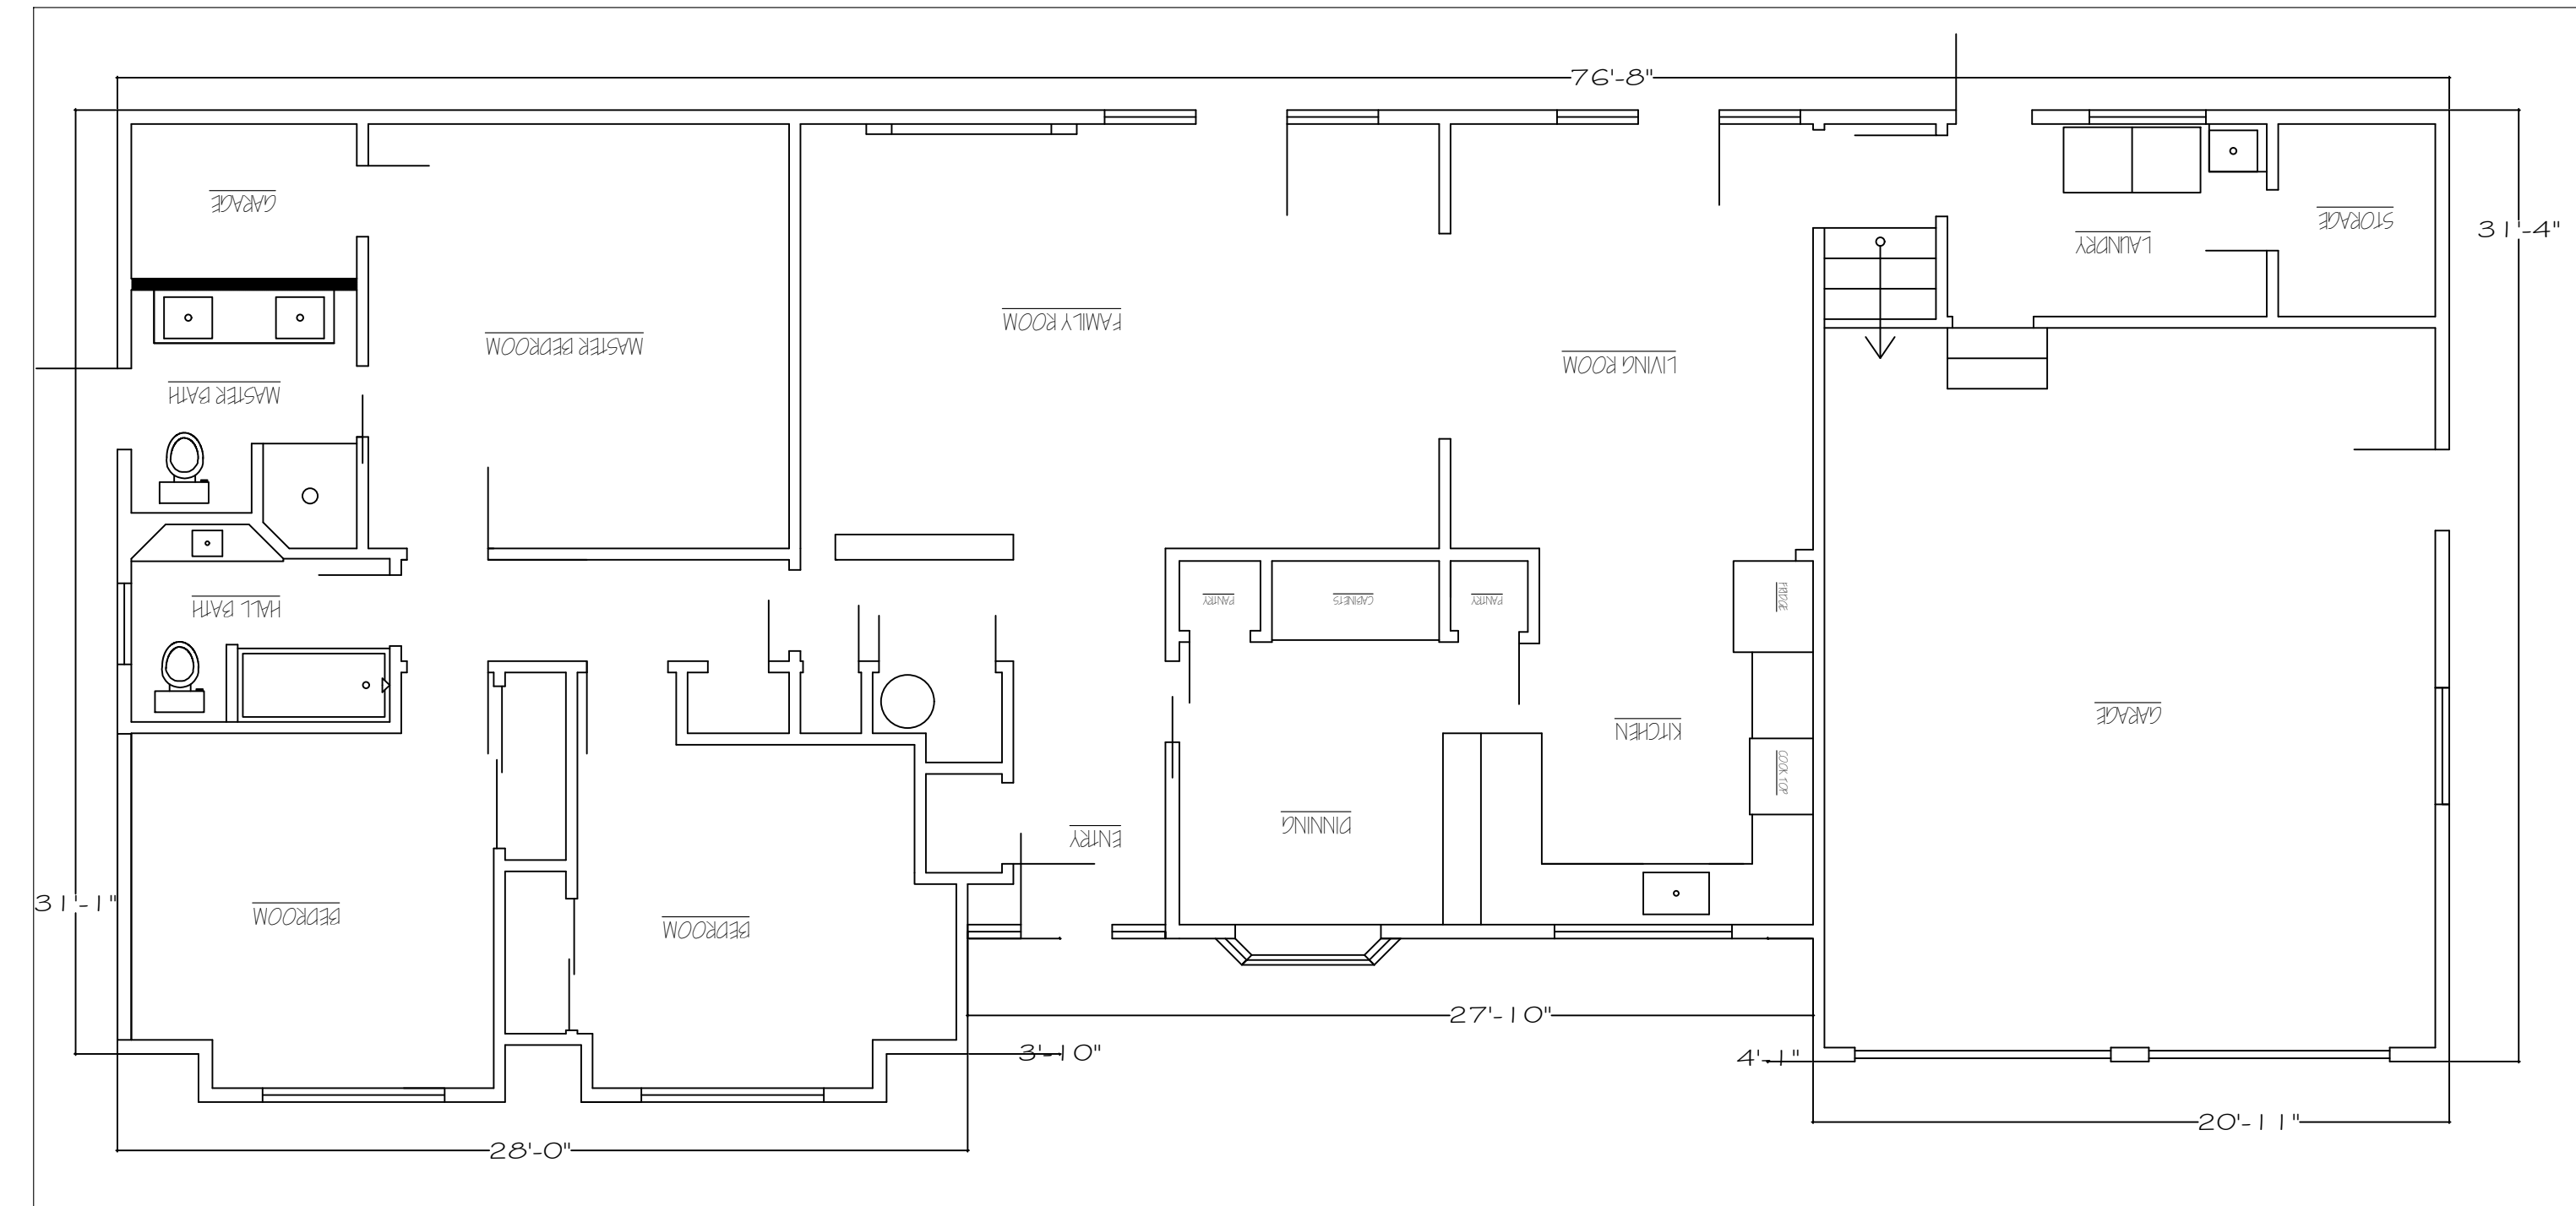 76'-8"
GARAGE
STORAGE
31'-4"
LAUNDRY
FAMILY ROOM
MASTER BEDROOM
LIVING ROOM
MASTER BATH
HALL BATH
PANTRY
CABINETS
PANTRY
FRIDGE
GARAGE
KITCHEN
COOK TOP
DINNING
ENTRY
31'-1"
BEDROOM
BEDROOM
27'-10"
3'-10"
4'-1"
20'-11"
28'-0"